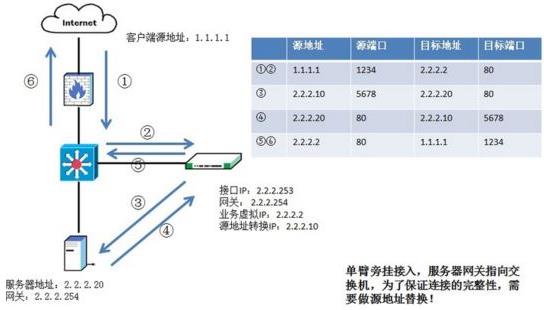 Internet
客户端源地址：1.1.1.1
⑥
①
②
⑤
③
④
接口IP：2.2.2.253
网关：2.2.2.254
业务虚拟IP：2.2.2.2
源地址转换IP：2.2.2.10
服务器地址：2.2.2.20
网关：2.2.2.254
源地址 源端口 目标地址 目标端口
①② 1.1.1.1 1234 2.2.2.2 80
③ 2.2.2.10 5678 2.2.2.20 80
④ 2.2.2.20 80 2.2.2.10 5678
⑤⑥ 2.2.2.2 80 1.1.1.1 1234
单臂旁挂接入，服务器网关指向交
换机，为了保证连接的完整性，需
要做源地址替换！